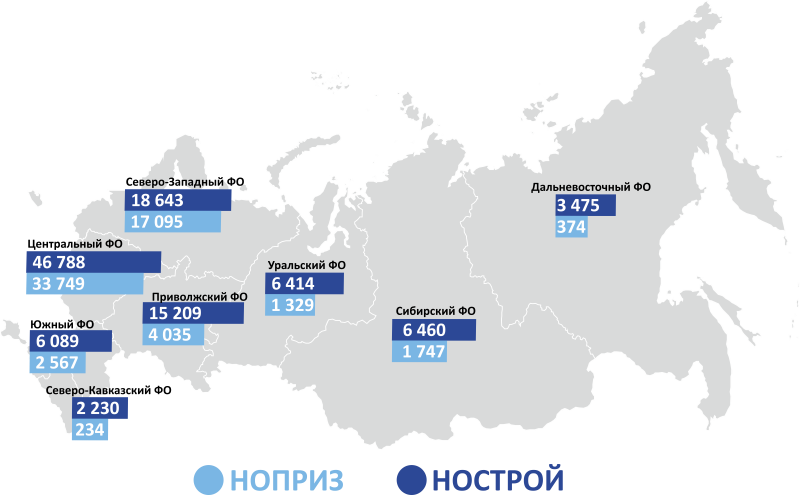 Северо-Западный ФО
18 643
17 095
Дальневосточный ФО
3 475
374
Центральный ФО
46 788
33 749
Уральский ФО
6 414
1 329
Приволжский ФО
15 209
4 035
Сибирский ФО
6 460
1 747
Южный ФО
6 089
2 567
Северо-Кавказский ФО
2 230
234
НОПРИЗ
НОСТРОЙ